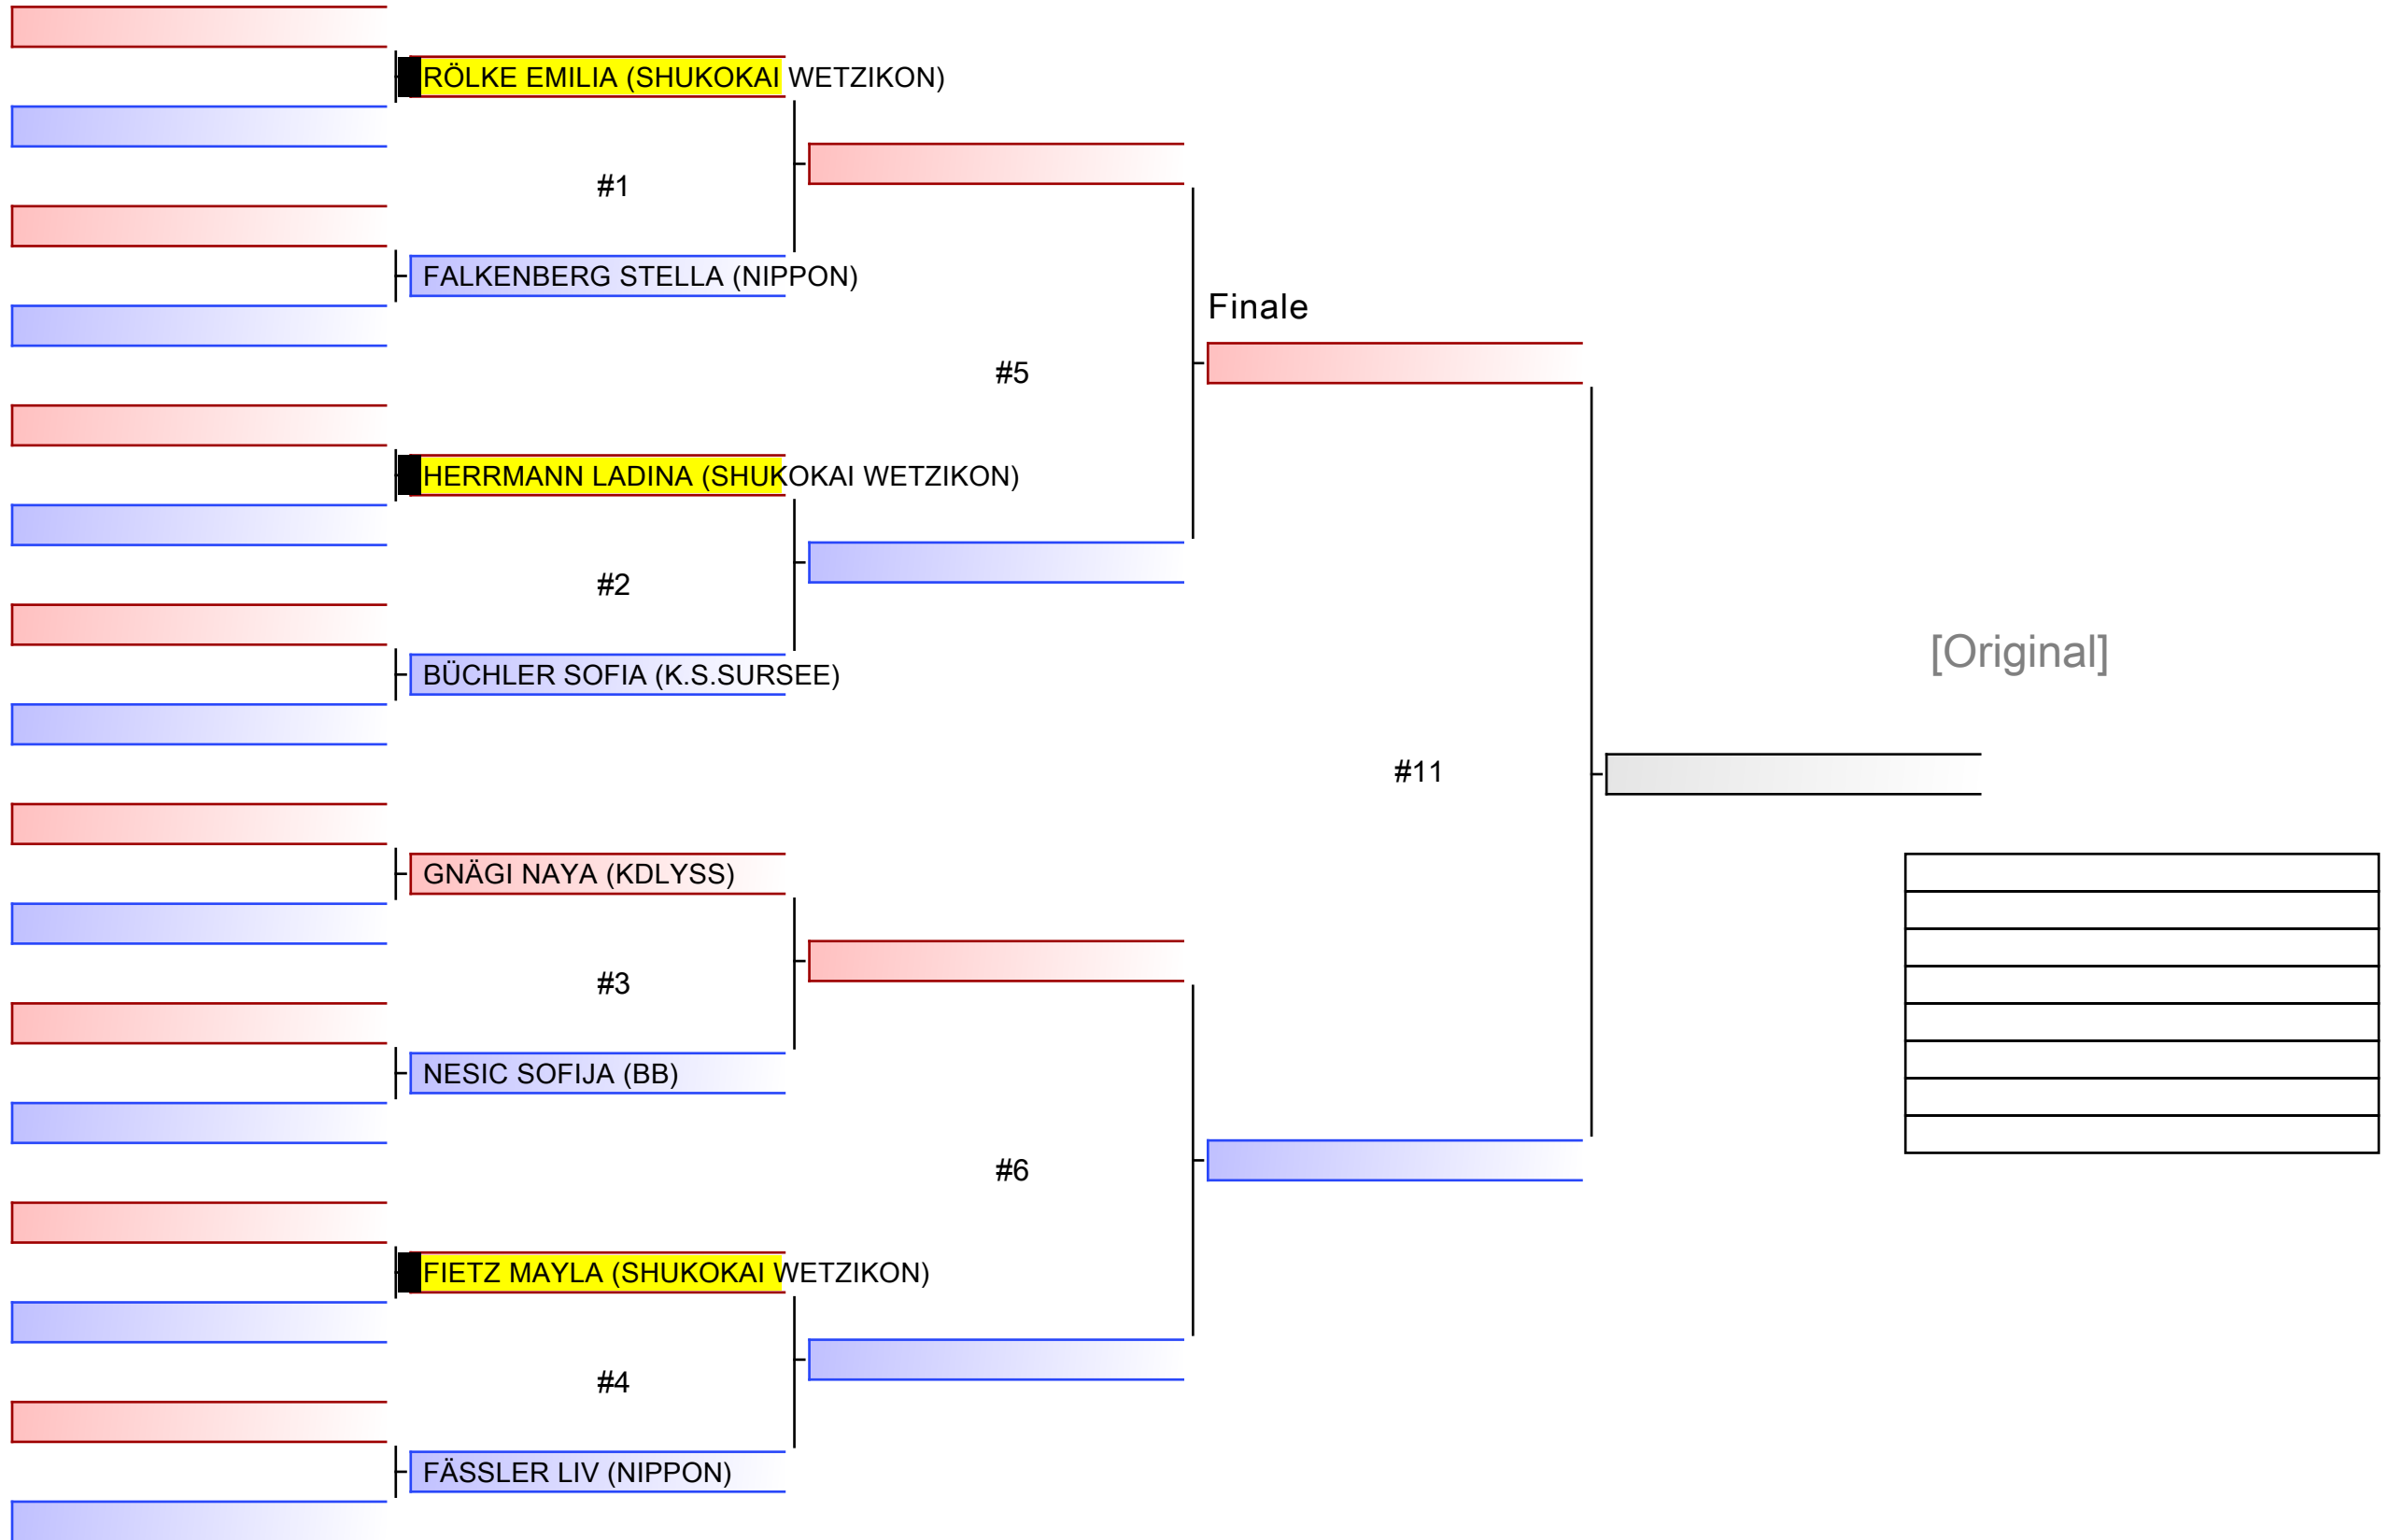 RÖLKE EMILIA (SHUKOKAI WETZIKON)
#1
FALKENBERG STELLA (NIPPON)
Finale
#5
HERRMANN LADINA (SHUKOKAI WETZIKON)
#2
BÜCHLER SOFIA (K.S.SURSEE)
[Original]
#11
GNÄGI NAYA (KDLYSS)
#3
NESIC SOFIJA (BB)
#6
FIETZ MAYLA (SHUKOKAI WETZIKON)
#4
FÄSSLER LIV (NIPPON)